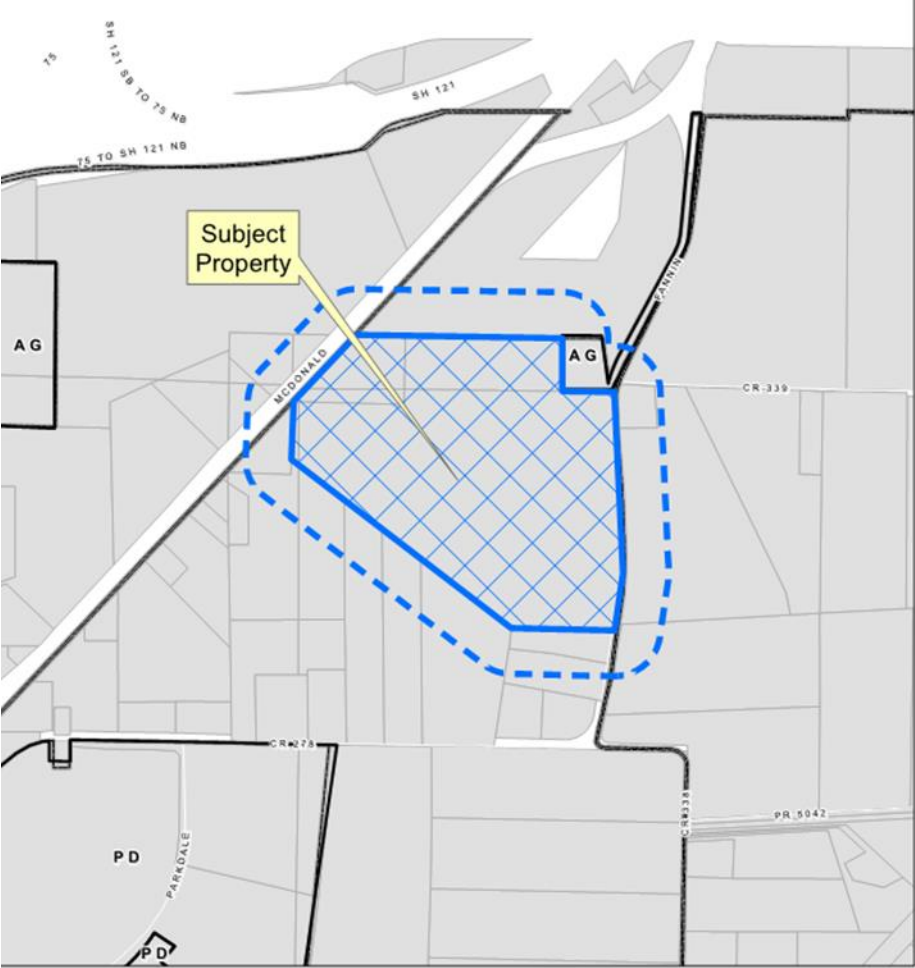 75
SH 121 SB TO 75 NB
SH 121
75 TO SH 121 NB
Subject
Property
FANNIN
AG
AG
MCDONALD
CR 339
CR 278
CR 338
PR 5042
PD
PARKDALE
PD